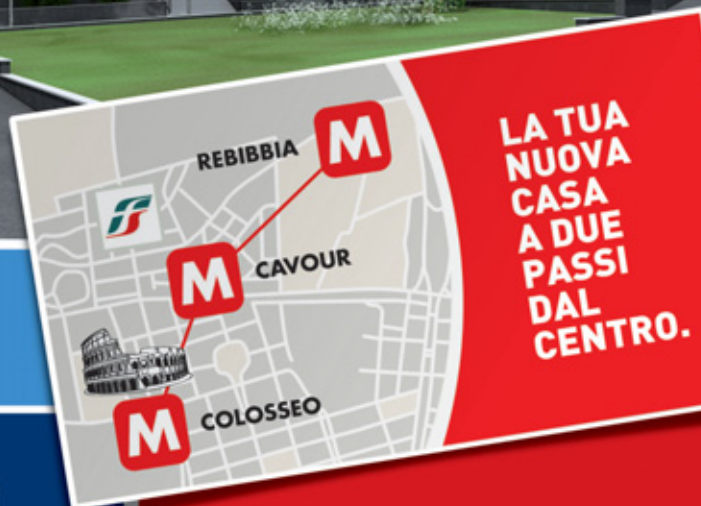 REBIBBIA
M
M
CAVOUR
M
COLOSSEO
LA TUA
NUOVA
CASA
A DUE
PASSI
DAL
CENTRO.